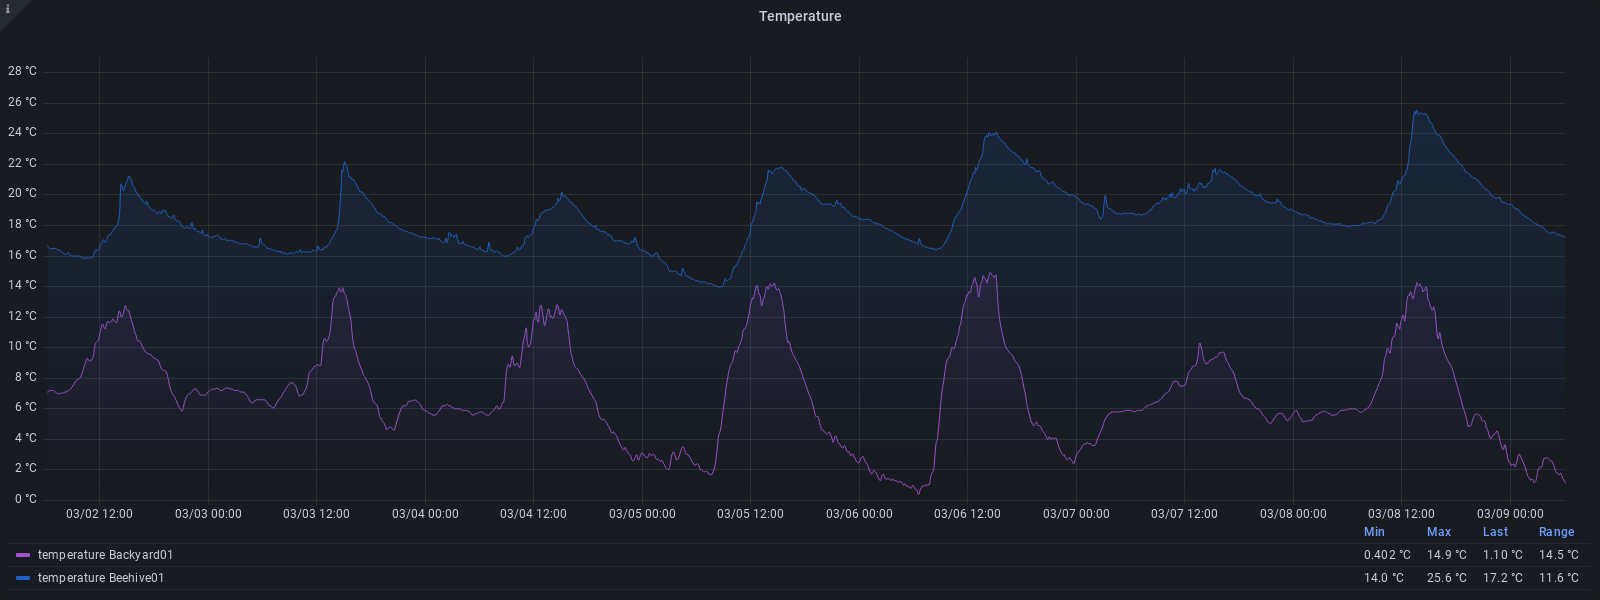 i
Temperature
28 °C
26 °C
24 °C
22 °C
20 °C
18 °C
16 °C
14 °C
12 °C
10 °C
8 °C
6 °C
4 °C
2 °C
0 °C
03/02 12:00 03/03 00:00 03/03 12:00 03/04 00:00 03/04 12:00 03/05 00:00 03/05 12:00 03/06 00:00 03/06 12:00 03/07 00:00 03/07 12:00 03/08 00:00 03/08 12:00 03/09 00:00
Min Max Last Range
temperature Backyard01 0.402 °C 14.9 °C 1.10 °C 14.5 °C
temperature Beehive01 14.0 °C 25.6 °C 17.2 °C 11.6 °C